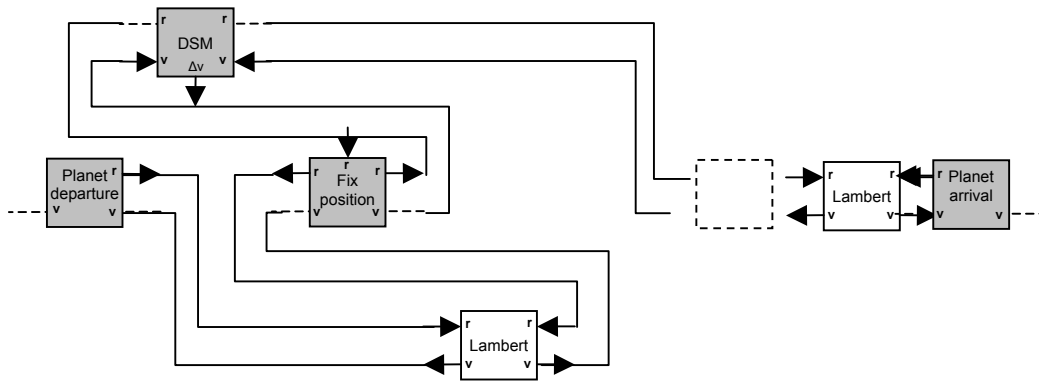 r r
DSM
v v
Δv
Planet r
departure
v v
r
r r
Fix
v v
position
r r
Lambert
v v
r r
Lambert
v v
Planet
r
arrival
v v